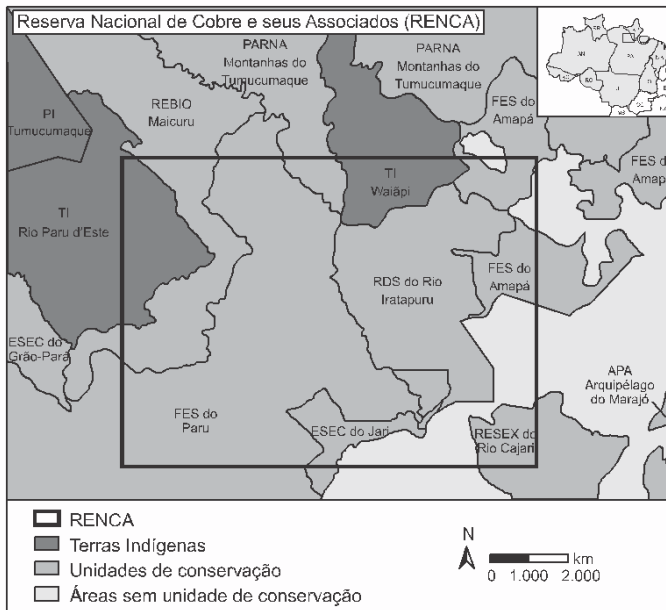 Reserva Nacional de Cobre e seus Associados (RENCA)
PARNA
Montanhas do
Tumucumaque
PARNA
Montanhas do
Tumucumaque
REBIO
Maicuru
FES do
Amapá
PI
Tumucumaque
FES do
Amapá
TI
Waiãpi
TI
Rio Paru d'Este
RDS do Rio
Iratapuru
FES do
Amapá
ESEC do
Grão-Pará
APA
Arquipélago
do Marajó
FES do
Paru
ESEC do Jari
RESEX do
Rio Cajari
RENCA
Terras Indígenas
Unidades de conservação
Áreas sem unidade de conservação
N
km
0 1.000 2.000